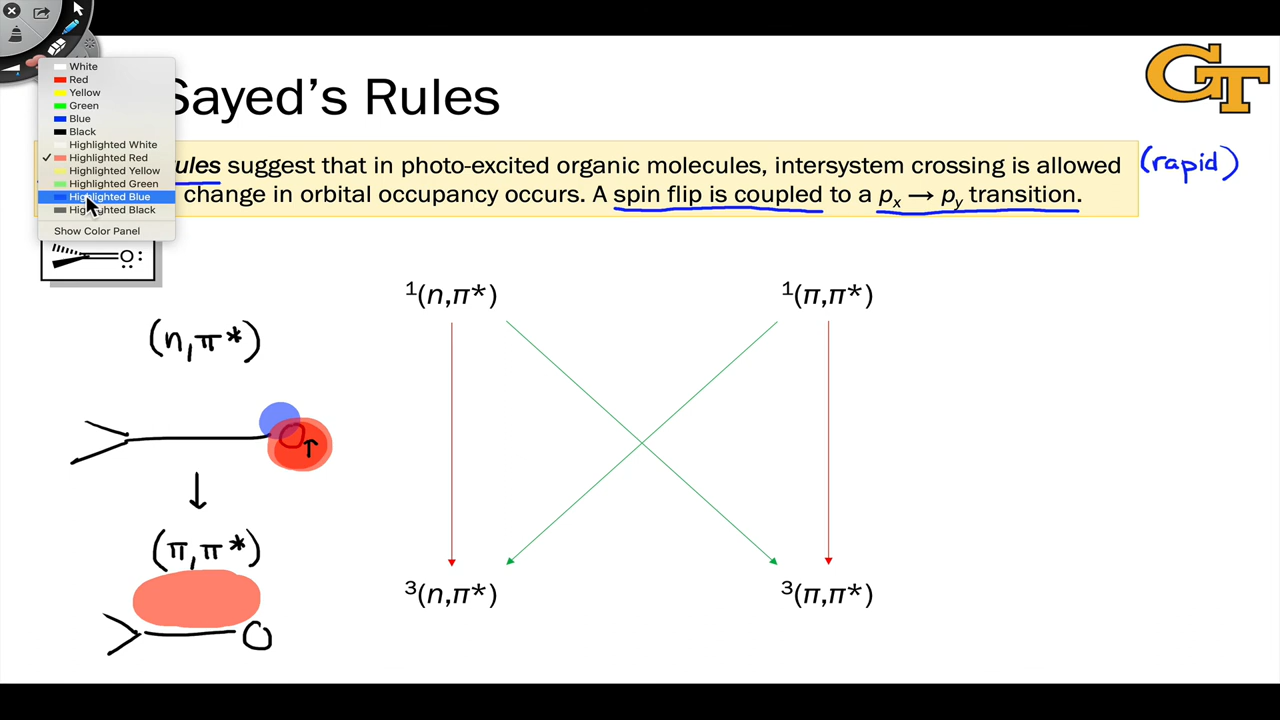 White
Red
Yellow
Green
Blue
Black
Highlighted White
✓ Highlighted Red
Highlighted Yellow
Highlighted Green
Highlighted Blue
Highlighted Black
Show Color Panel
Sayed's Rules
GT
rules suggest that in photo-excited organic molecules, intersystem crossing is allowed (rapid)
change in orbital occupancy occurs. A spin flip is coupled to a pₓ → p_y transition.
O
¹(n,π*) ¹(π,π*)
(n,π*)
O↑
(π,π*)
O
³(n,π*) ³(π,π*)